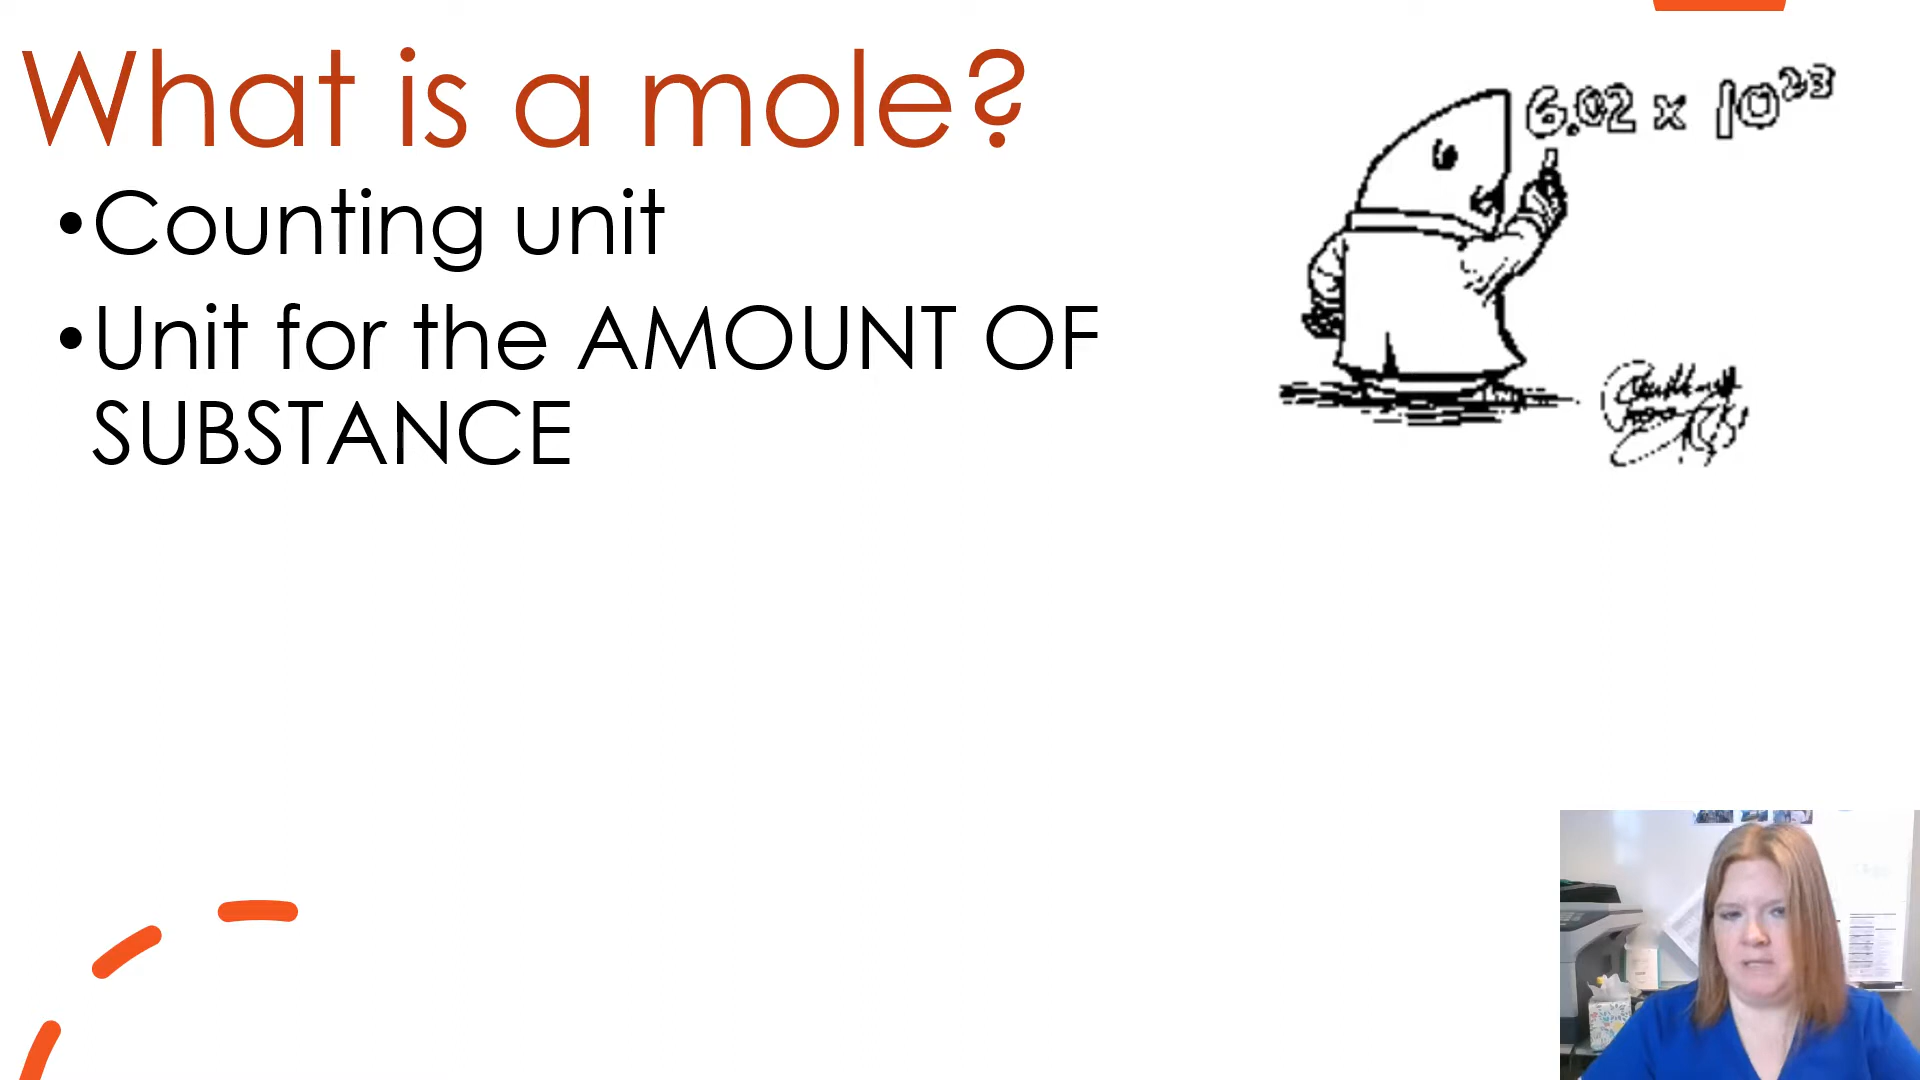 What is a mole?
•Counting unit
•Unit for the AMOUNT OF
SUBSTANCE
6.02 x 10²³